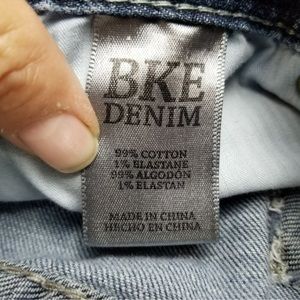 BKE
DENIM
99% COTTON
1% ELASTANE
99% ALGODÓN
1% ELASTAN
MADE IN CHINA
HECHO EN CHINA